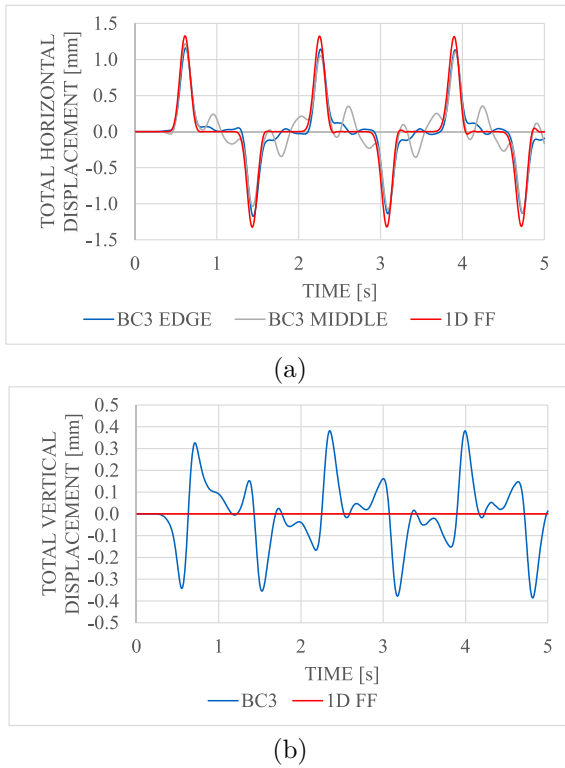 TOTAL HORIZONTAL
DISPLACEMENT [mm]
1.5
1.0
0.5
0.0
-0.5
-1.0
-1.5
0 1 2 3 4 5
TIME [s]
BC3 EDGE BC3 MIDDLE 1D FF
(a)
TOTAL VERTICAL
DISPLACEMENT [mm]
0.5
0.4
0.3
0.2
0.1
0.0
-0.1
-0.2
-0.3
-0.4
-0.5
0 1 2 3 4 5
TIME [s]
BC3 1D FF
(b)